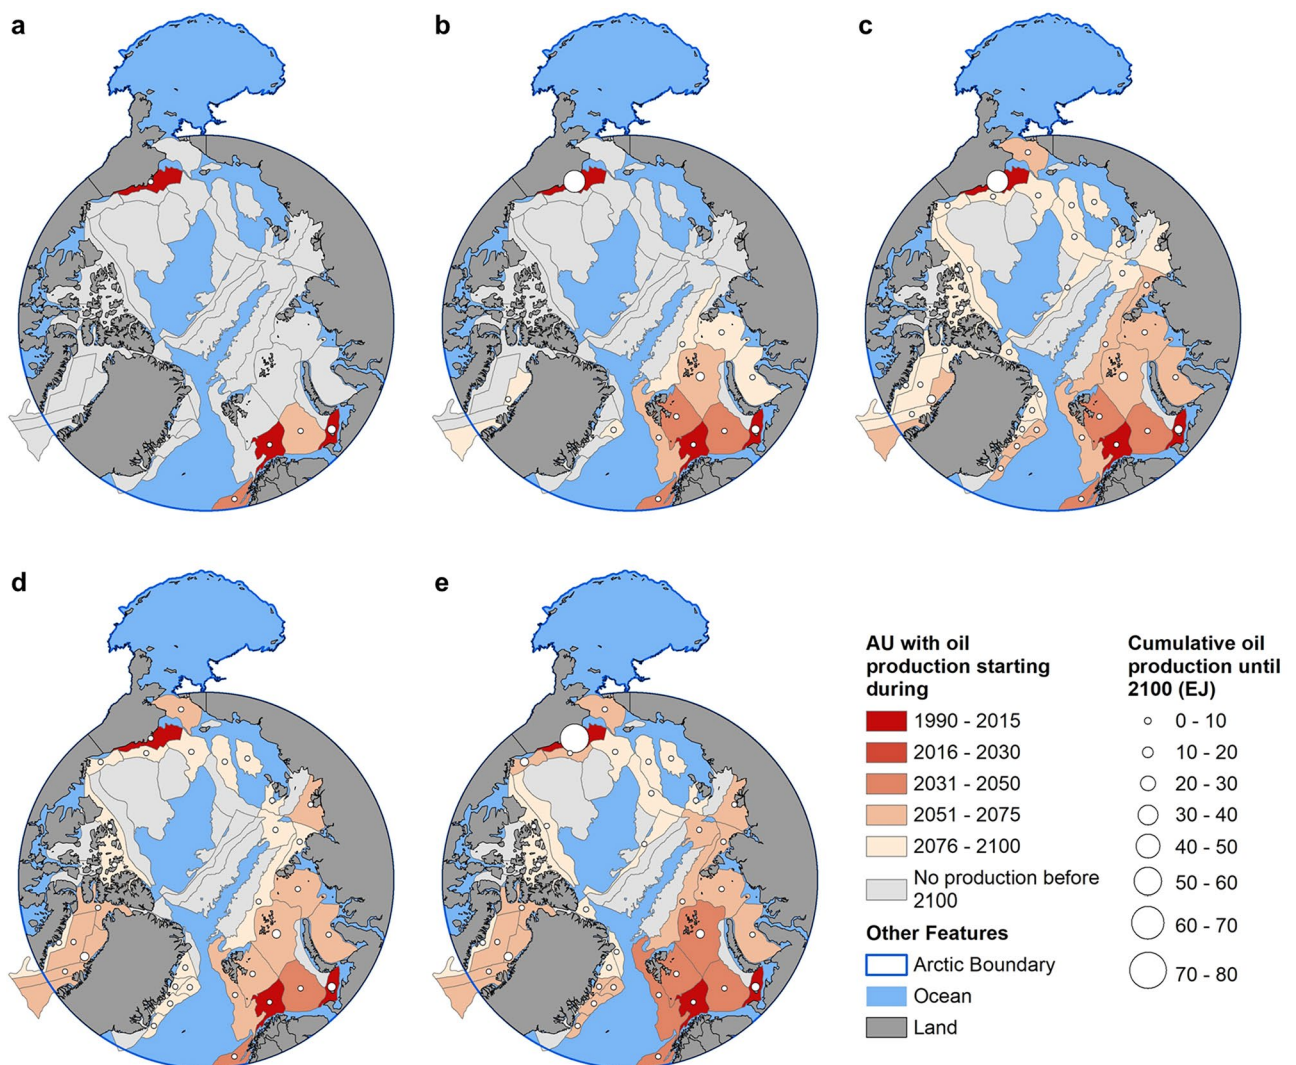 a
b
c
d
e
AU with oil
production starting
during
1990 - 2015
2016 - 2030
2031 - 2050
2051 - 2075
2076 - 2100
No production before
2100
Other Features
Arctic Boundary
Ocean
Land
Cumulative oil
production until
2100 (EJ)
0 - 10
10 - 20
20 - 30
30 - 40
40 - 50
50 - 60
60 - 70
70 - 80